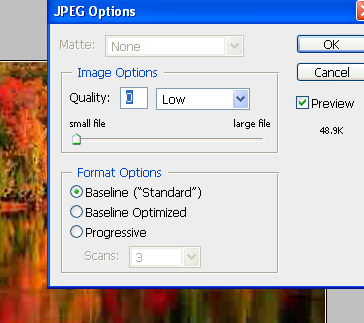 JPEG Options
Matte: None
OK
Cancel
Preview
48.9K
Image Options
Quality: 0 Low
small file large file
Format Options
Baseline ("Standard")
Baseline Optimized
Progressive
Scans: 3